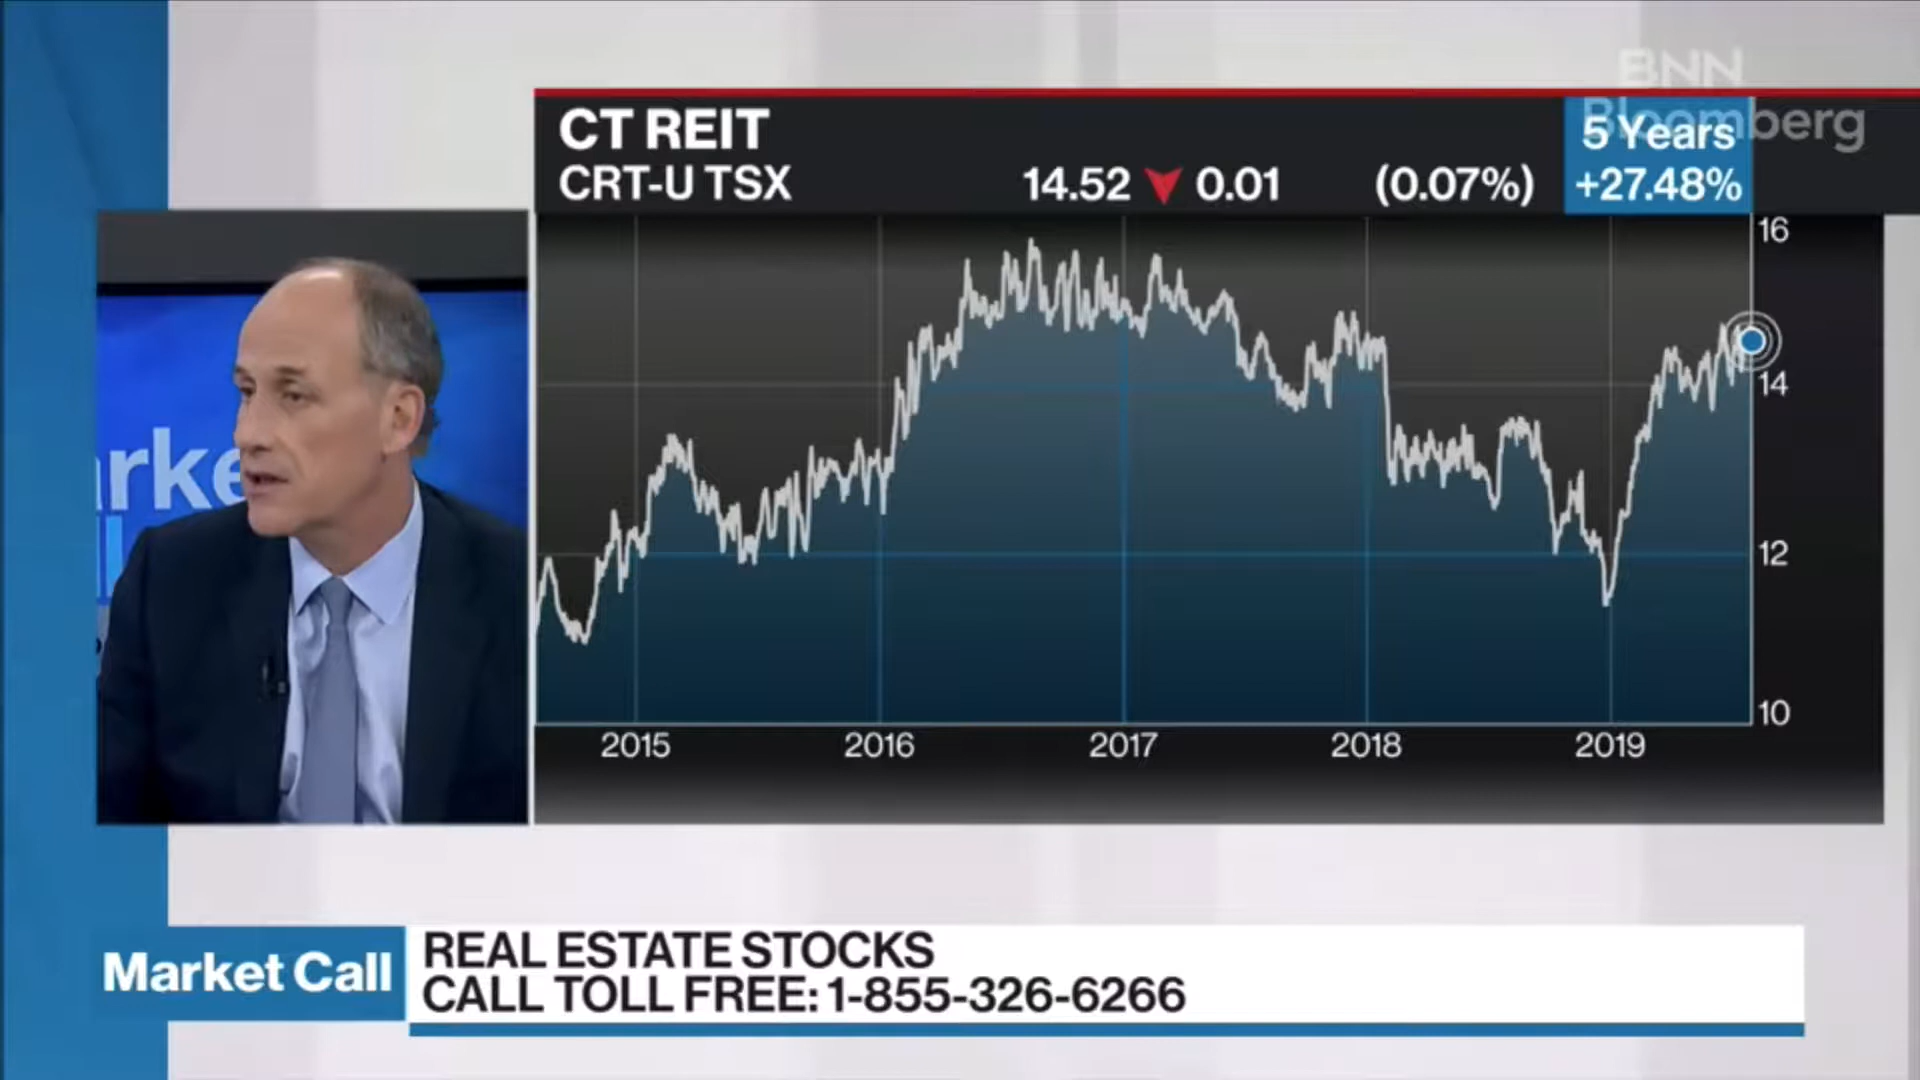 BNN
Bloomberg
CT REIT
CRT-U TSX
14.52 0.01 (0.07%)
5 Years
+27.48%
16
14
12
10
2015 2016 2017 2018 2019
arke
Market Call
REAL ESTATE STOCKS
CALL TOLL FREE: 1-855-326-6266